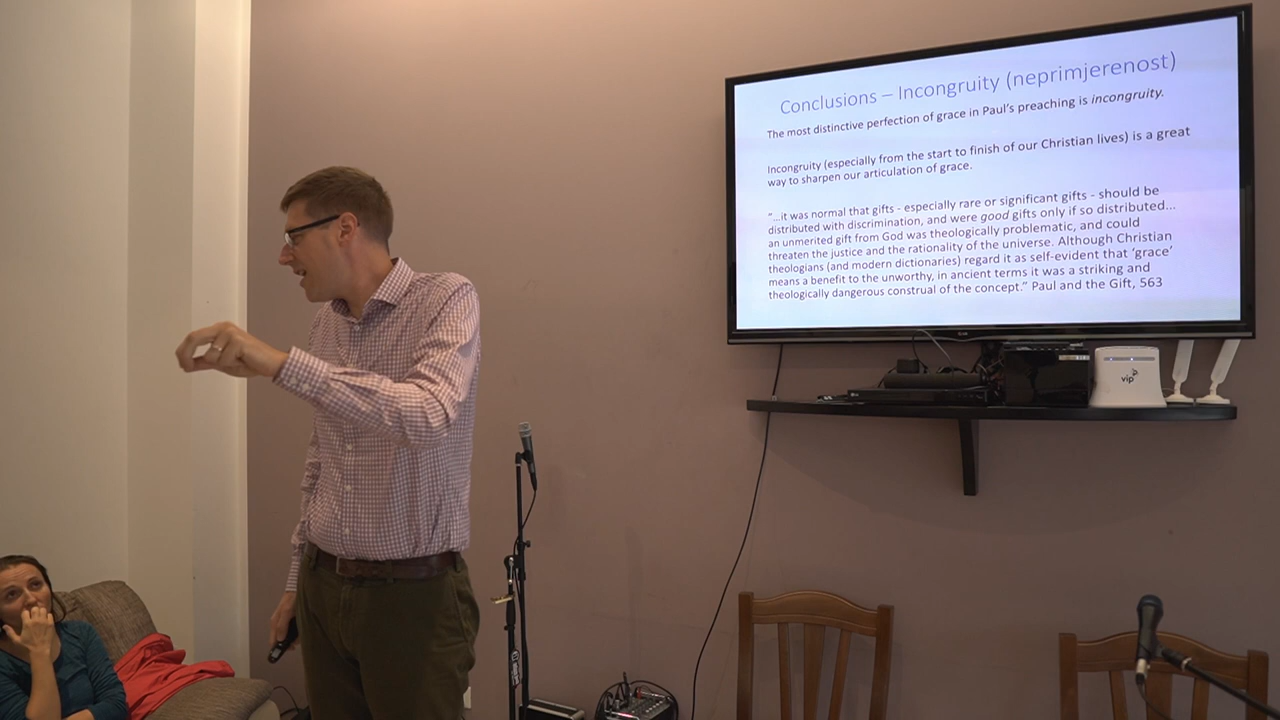 Conclusions – Incongruity (neprimjerenost)
The most distinctive perfection of grace in Paul's preaching is incongruity.
Incongruity (especially from the start to finish of our Christian lives) is a great
way to sharpen our articulation of grace.
"...it was normal that gifts - especially rare or significant gifts - should be
distributed with discrimination, and were good gifts only if so distributed...
an unmerited gift from God was theologically problematic, and could
threaten the justice and the rationality of the universe. Although Christian
theologians (and modern dictionaries) regard it as self-evident that 'grace'
means a benefit to the unworthy, in ancient terms it was a striking and
theologically dangerous construal of the concept." Paul and the Gift, 563
vip